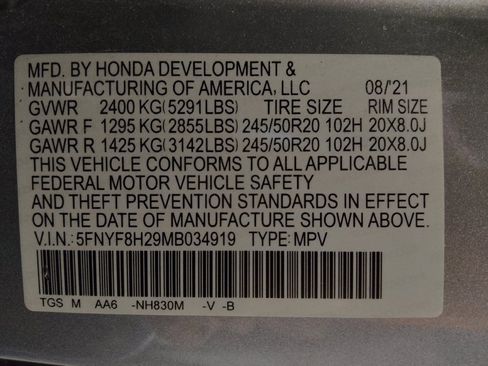 MFD. BY HONDA DEVELOPMENT &
MANUFACTURING OF AMERICA, LLC 08/'21
GVWR 2400 KG(5291LBS) TIRE SIZE RIM SIZE
GAWR F 1295 KG(2855LBS) 245/50R20 102H 20X8.0J
GAWR R 1425 KG(3142LBS) 245/50R20 102H 20X8.0J
THIS VEHICLE CONFORMS TO ALL APPLICABLE
FEDERAL MOTOR VEHICLE SAFETY
AND THEFT PREVENTION STANDARDS IN EFFECT
ON THE DATE OF MANUFACTURE SHOWN ABOVE.
V.I.N.: 5FNYF8H29MB034919 TYPE: MPV
TGS M AA6 -NH830M -V -B